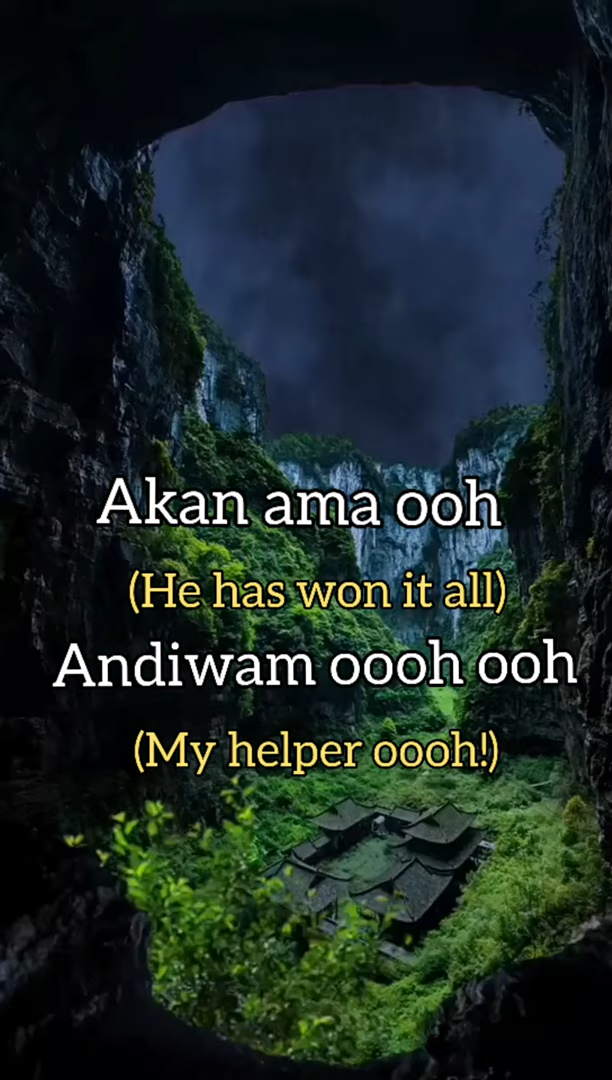 Akan ama ooh
(He has won it all)
Andiwam oooh ooh
(My helper oooh!)